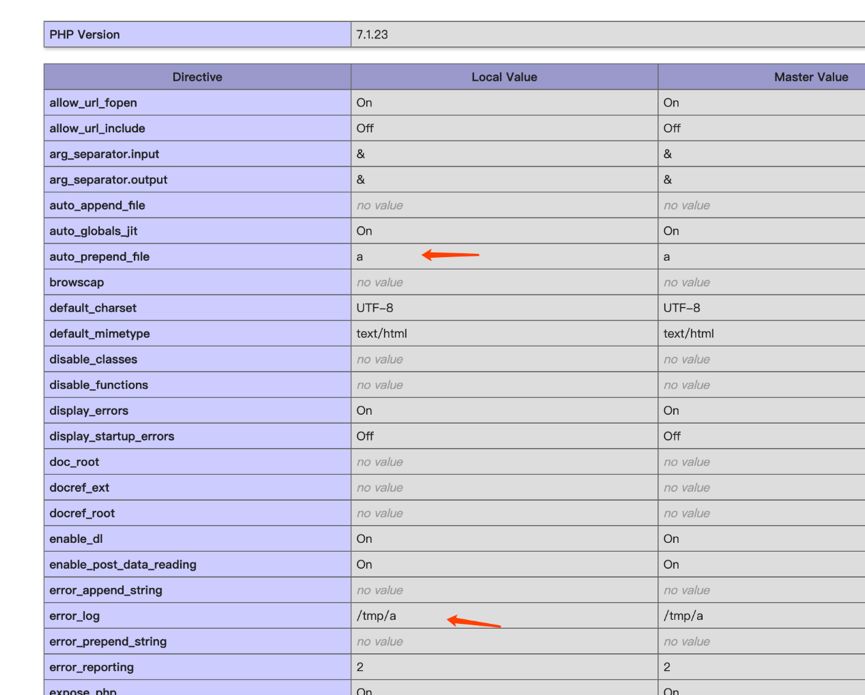 PHP Version 7.1.23
Directive Local Value Master Value
allow_url_fopen On On
allow_url_include Off Off
arg_separator.input & &
arg_separator.output & &
auto_append_file no value no value
auto_globals_jit On On
auto_prepend_file a a
browscap no value no value
default_charset UTF-8 UTF-8
default_mimetype text/html text/html
disable_classes no value no value
disable_functions no value no value
display_errors On On
display_startup_errors Off Off
doc_root no value no value
docref_ext no value no value
docref_root no value no value
enable_dl On On
enable_post_data_reading On On
error_append_string no value no value
error_log /tmp/a /tmp/a
error_prepend_string no value no value
error_reporting 2 2
expose_php On On